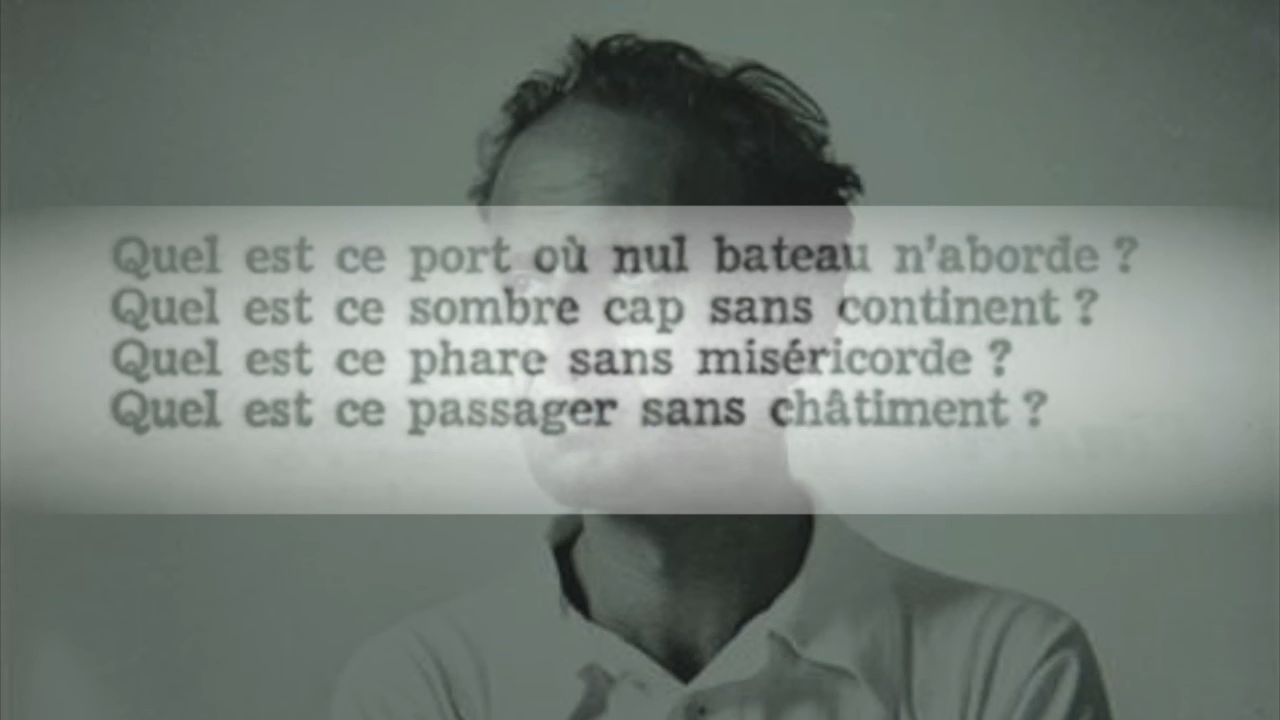 Quel est ce port où nul bateau n'aborde ?
Quel est ce sombre cap sans continent ?
Quel est ce phare sans miséricorde ?
Quel est ce passager sans châtiment ?